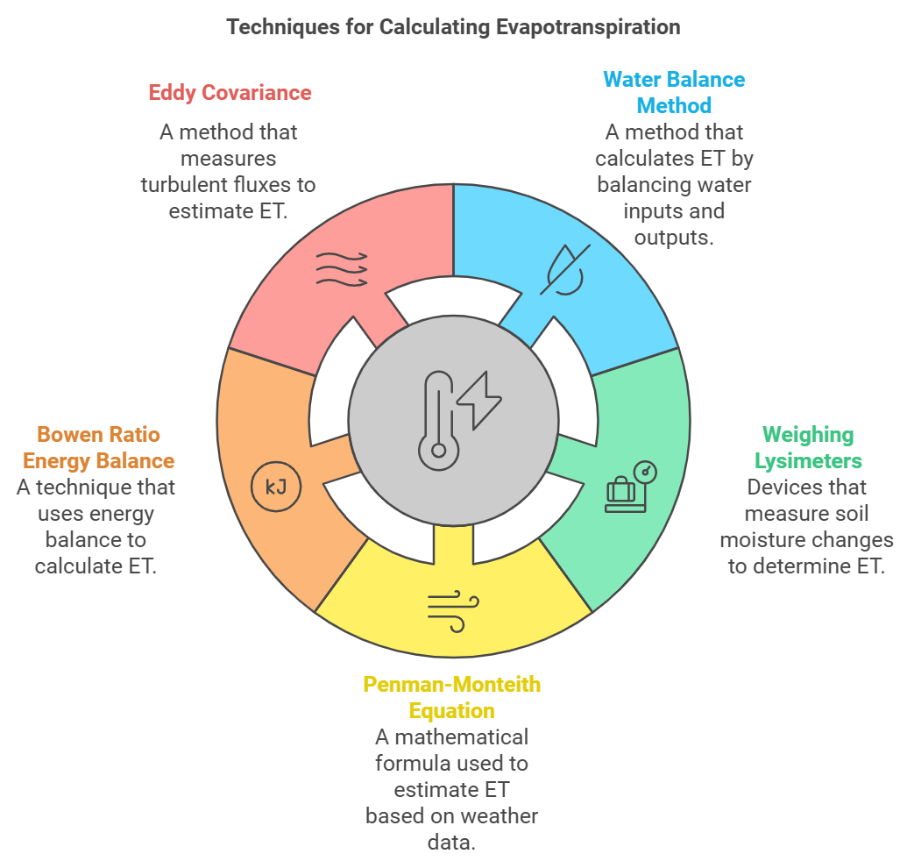 Techniques for Calculating Evapotranspiration
Eddy Covariance
A method that
measures
turbulent fluxes to
estimate ET.
Water Balance
Method
A method that
calculates ET by
balancing water
inputs and
outputs.
Bowen Ratio
Energy Balance
A technique that
uses energy
balance to
calculate ET.
kJ
Weighing
Lysimeters
Devices that
measure soil
moisture changes
to determine ET.
Penman-Monteith
Equation
A mathematical
formula used to
estimate ET
based on weather
data.